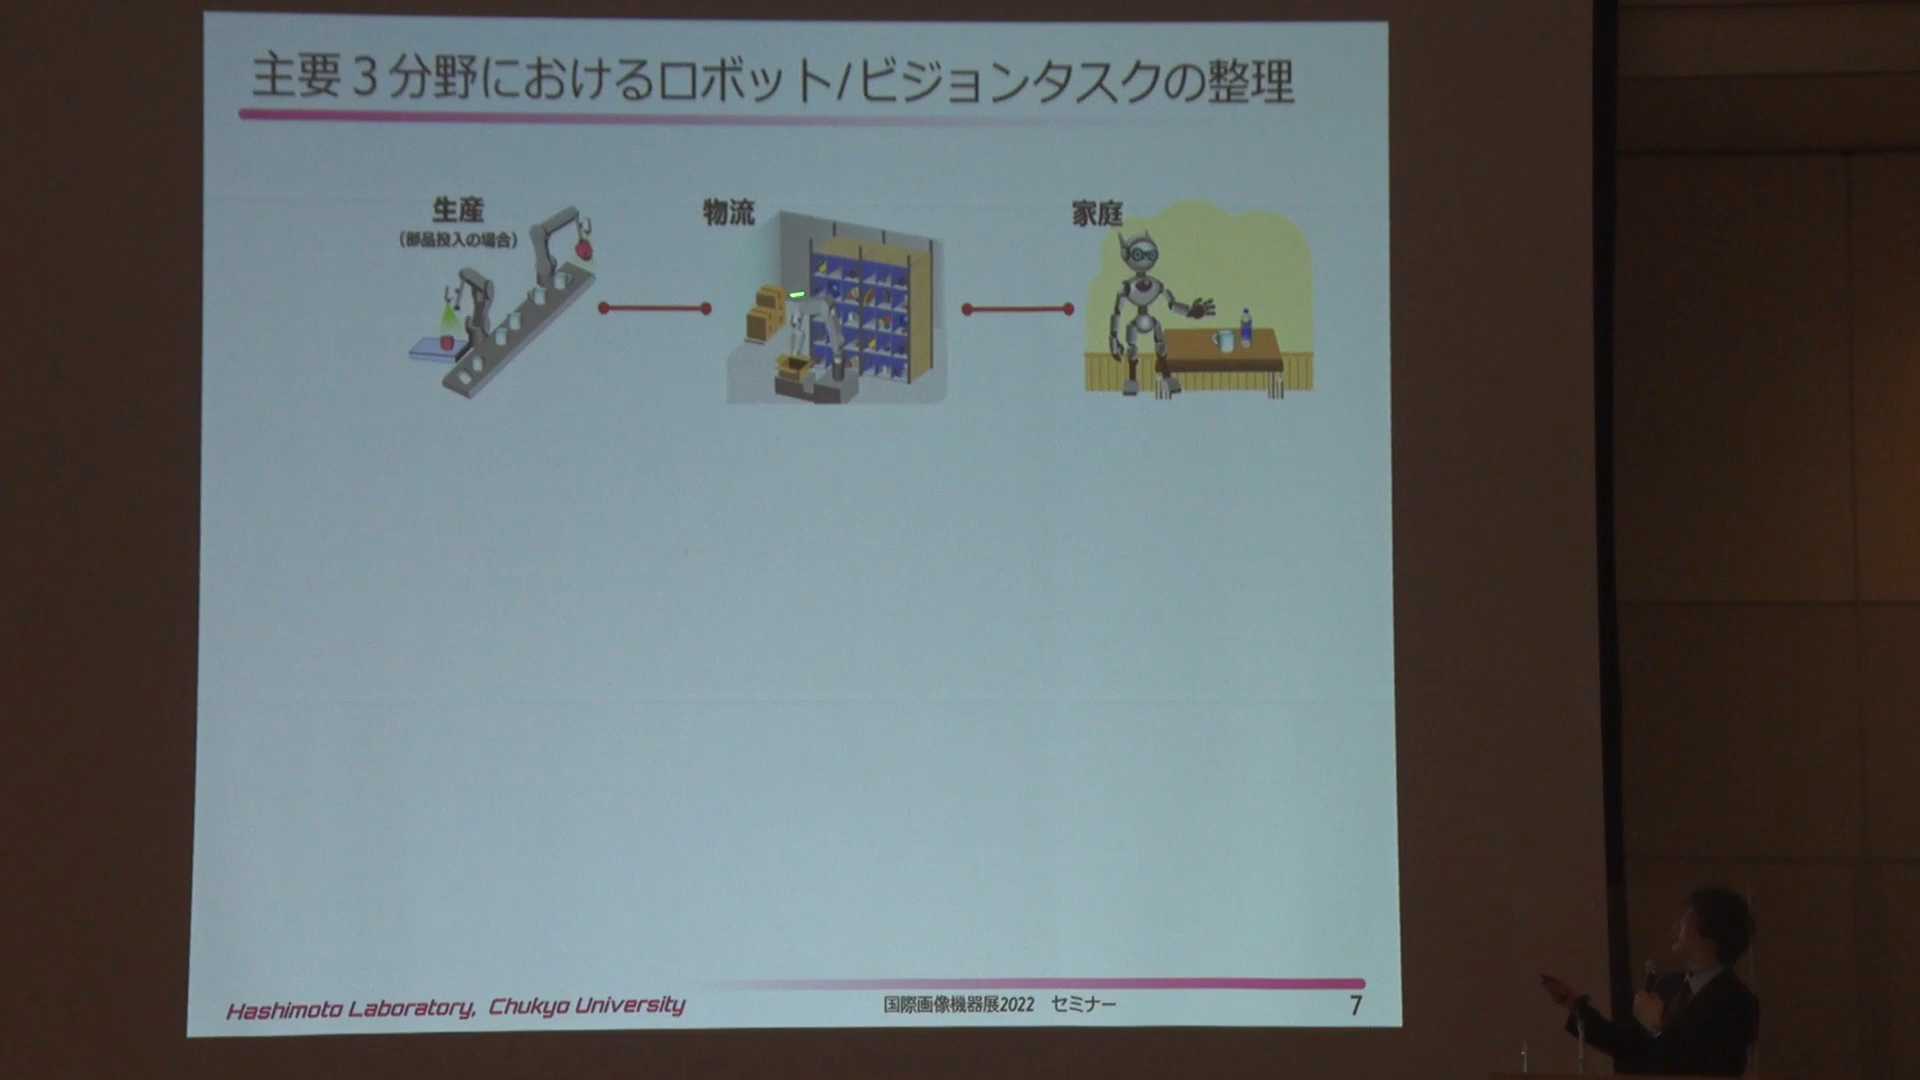 主要３分野におけるロボット/ビジョンタスクの整理
生産
（部品投入の場合）
物流
家庭
Hashimoto Laboratory, Chukyo University
国際画像機器展2022　セミナー
7